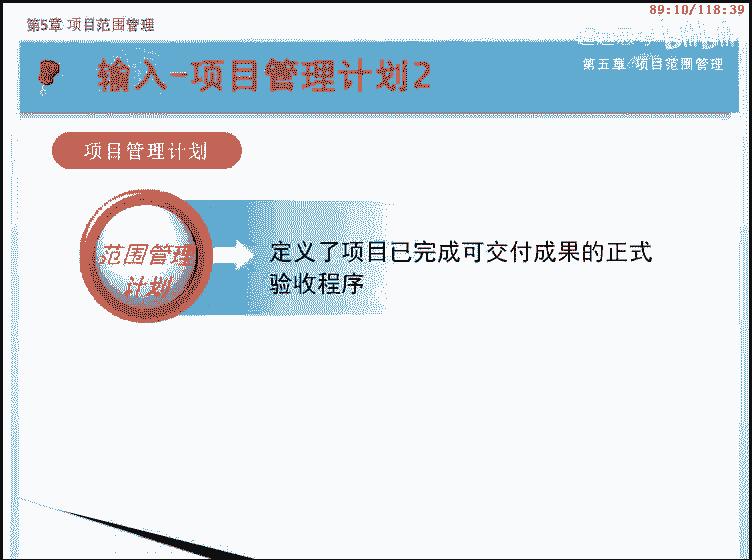 89:10/118:39
第5章 项目范围管理
输入-项目管理计划2
第五章 项目范围管理
项目管理计划
范围管理
计划
定义了项目已完成可交付成果的正式
验收程序